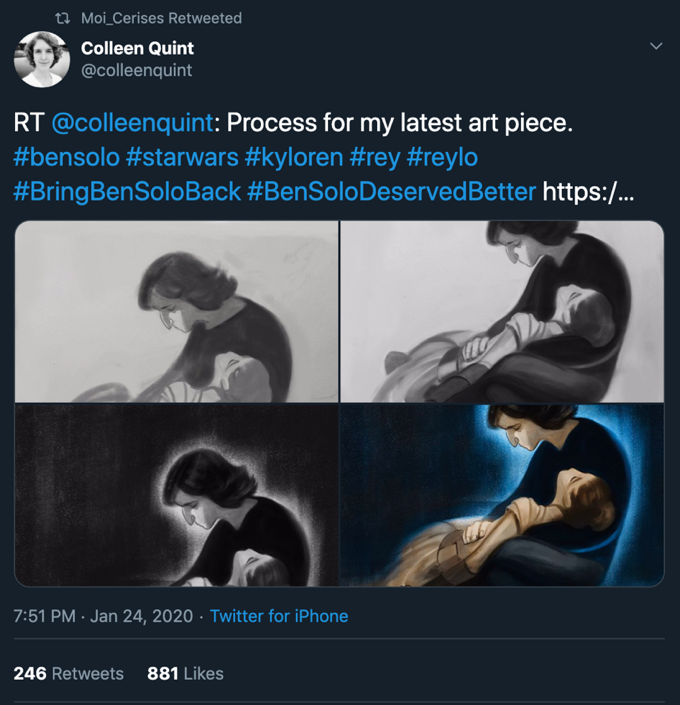 Moi_Cerises Retweeted
Colleen Quint
@colleenquint
RT @colleenquint: Process for my latest art piece.
#bensolo #starwars #kyloren #rey #reylo
#BringBenSoloBack #BenSoloDeservedBetter https:/…
7:51 PM · Jan 24, 2020 · Twitter for iPhone
246 Retweets 881 Likes